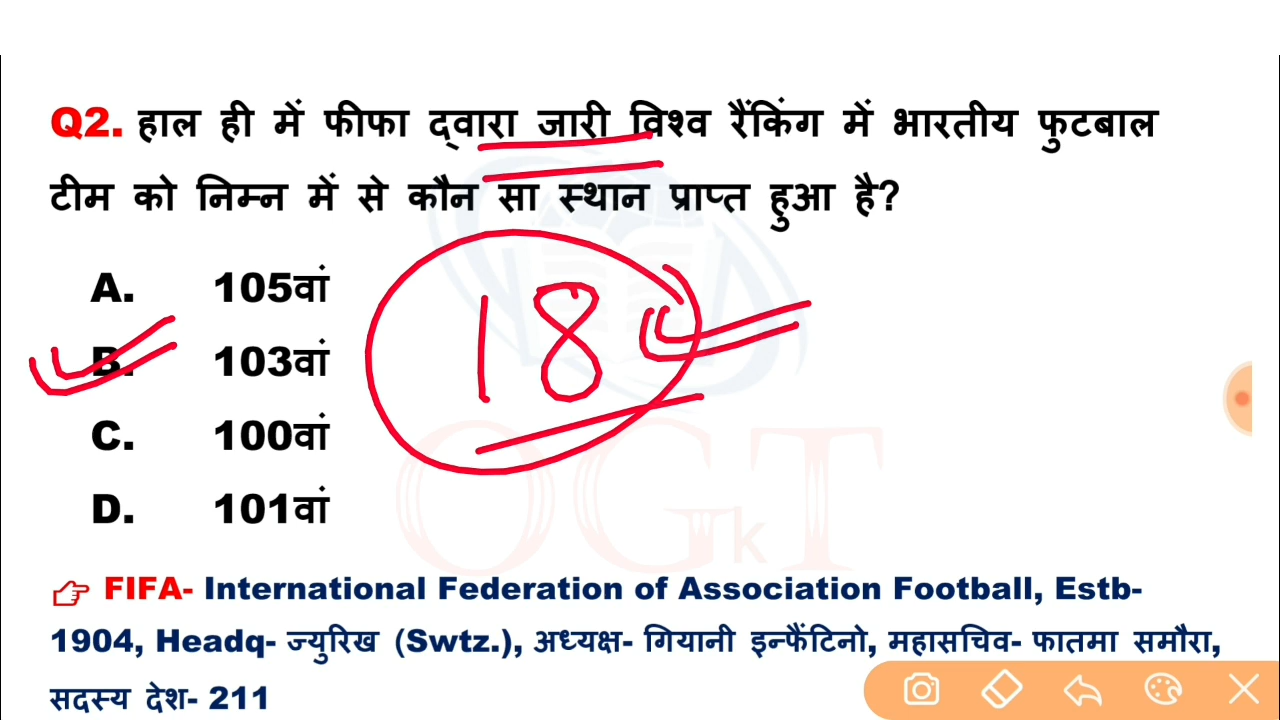 Q2. हाल ही में फीफा द्वारा जारी विश्व रैंकिंग में भारतीय फुटबाल
टीम को निम्न में से कौन सा स्थान प्राप्त हुआ है?
A. 105वां
B. 103वां
C. 100वां
D. 101वां
18
OGT
k
FIFA- International Federation of Association Football, Estb-
1904, Headq- ज्युरिख (Swtz.), अध्यक्ष- गियानी इन्फैंटिनो, महासचिव- फातमा समौरा,
सदस्य देश- 211